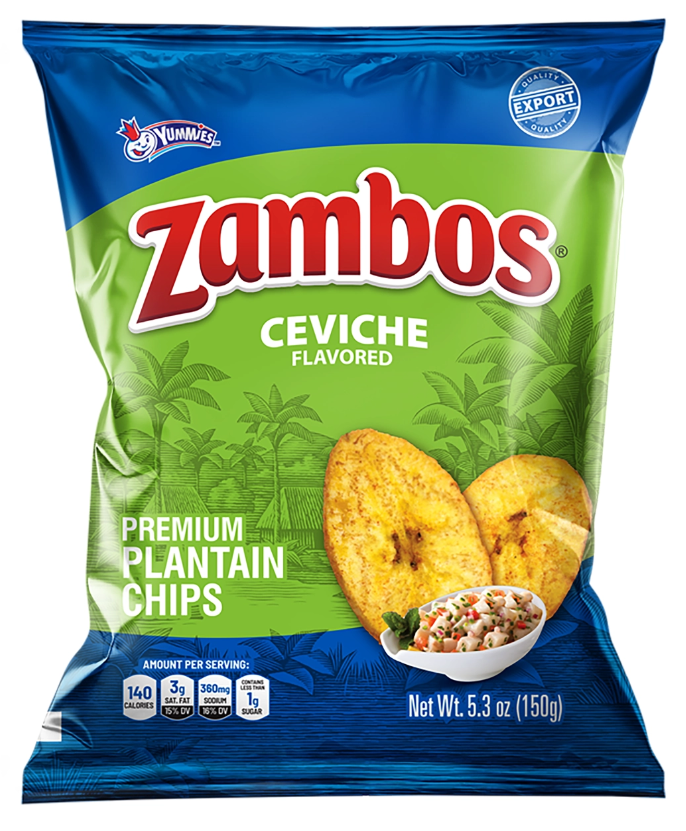 YUMMIES
QUALITY
EXPORT
QUALITY
Zambos®
CEVICHE
FLAVORED
PREMIUM
PLANTAIN
CHIPS
AMOUNT PER SERVING:
140
CALORIES
3g
SAT. FAT
15% DV
360mg
SODIUM
16% DV
CONTAINS
LESS THAN
1g
SUGAR
Net Wt. 5.3 oz (150g)